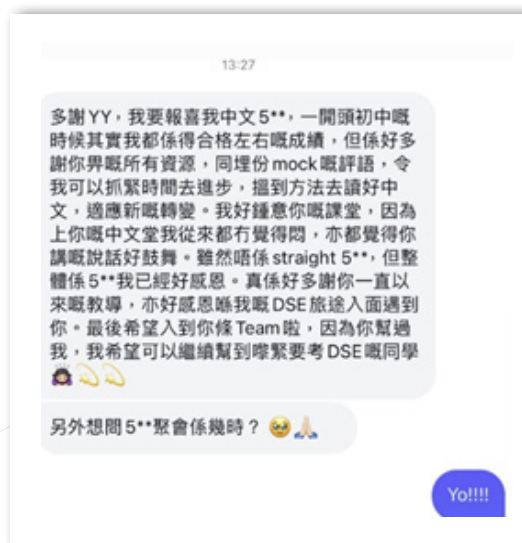 13:27
多謝YY，我要報喜我中文5**，一開頭初中嘅
時候其實我都係得合格左右嘅成績，但係好多
謝你畀嘅所有資源，同埋份mock嘅評語，令
我可以抓緊時間去進步，搵到方法去讀好中
文，適應新嘅轉變。我好鍾意你嘅課堂，因為
上你嘅中文堂我從來都冇覺得悶，亦都覺得你
講嘅說話好鼓舞。雖然唔係straight 5**，但整
體係5**我已經好感恩。真係好多謝你一直以
來嘅教導，亦好感恩喺我嘅DSE旅途入面遇到
你。最後希望入到你條Team啦，因為你幫過
我，我希望可以繼續幫到嚟緊要考DSE嘅同學
🙇🏻‍♀️💫💫
另外想問5**聚會係幾時？🥹🙏🏻
Yo!!!!